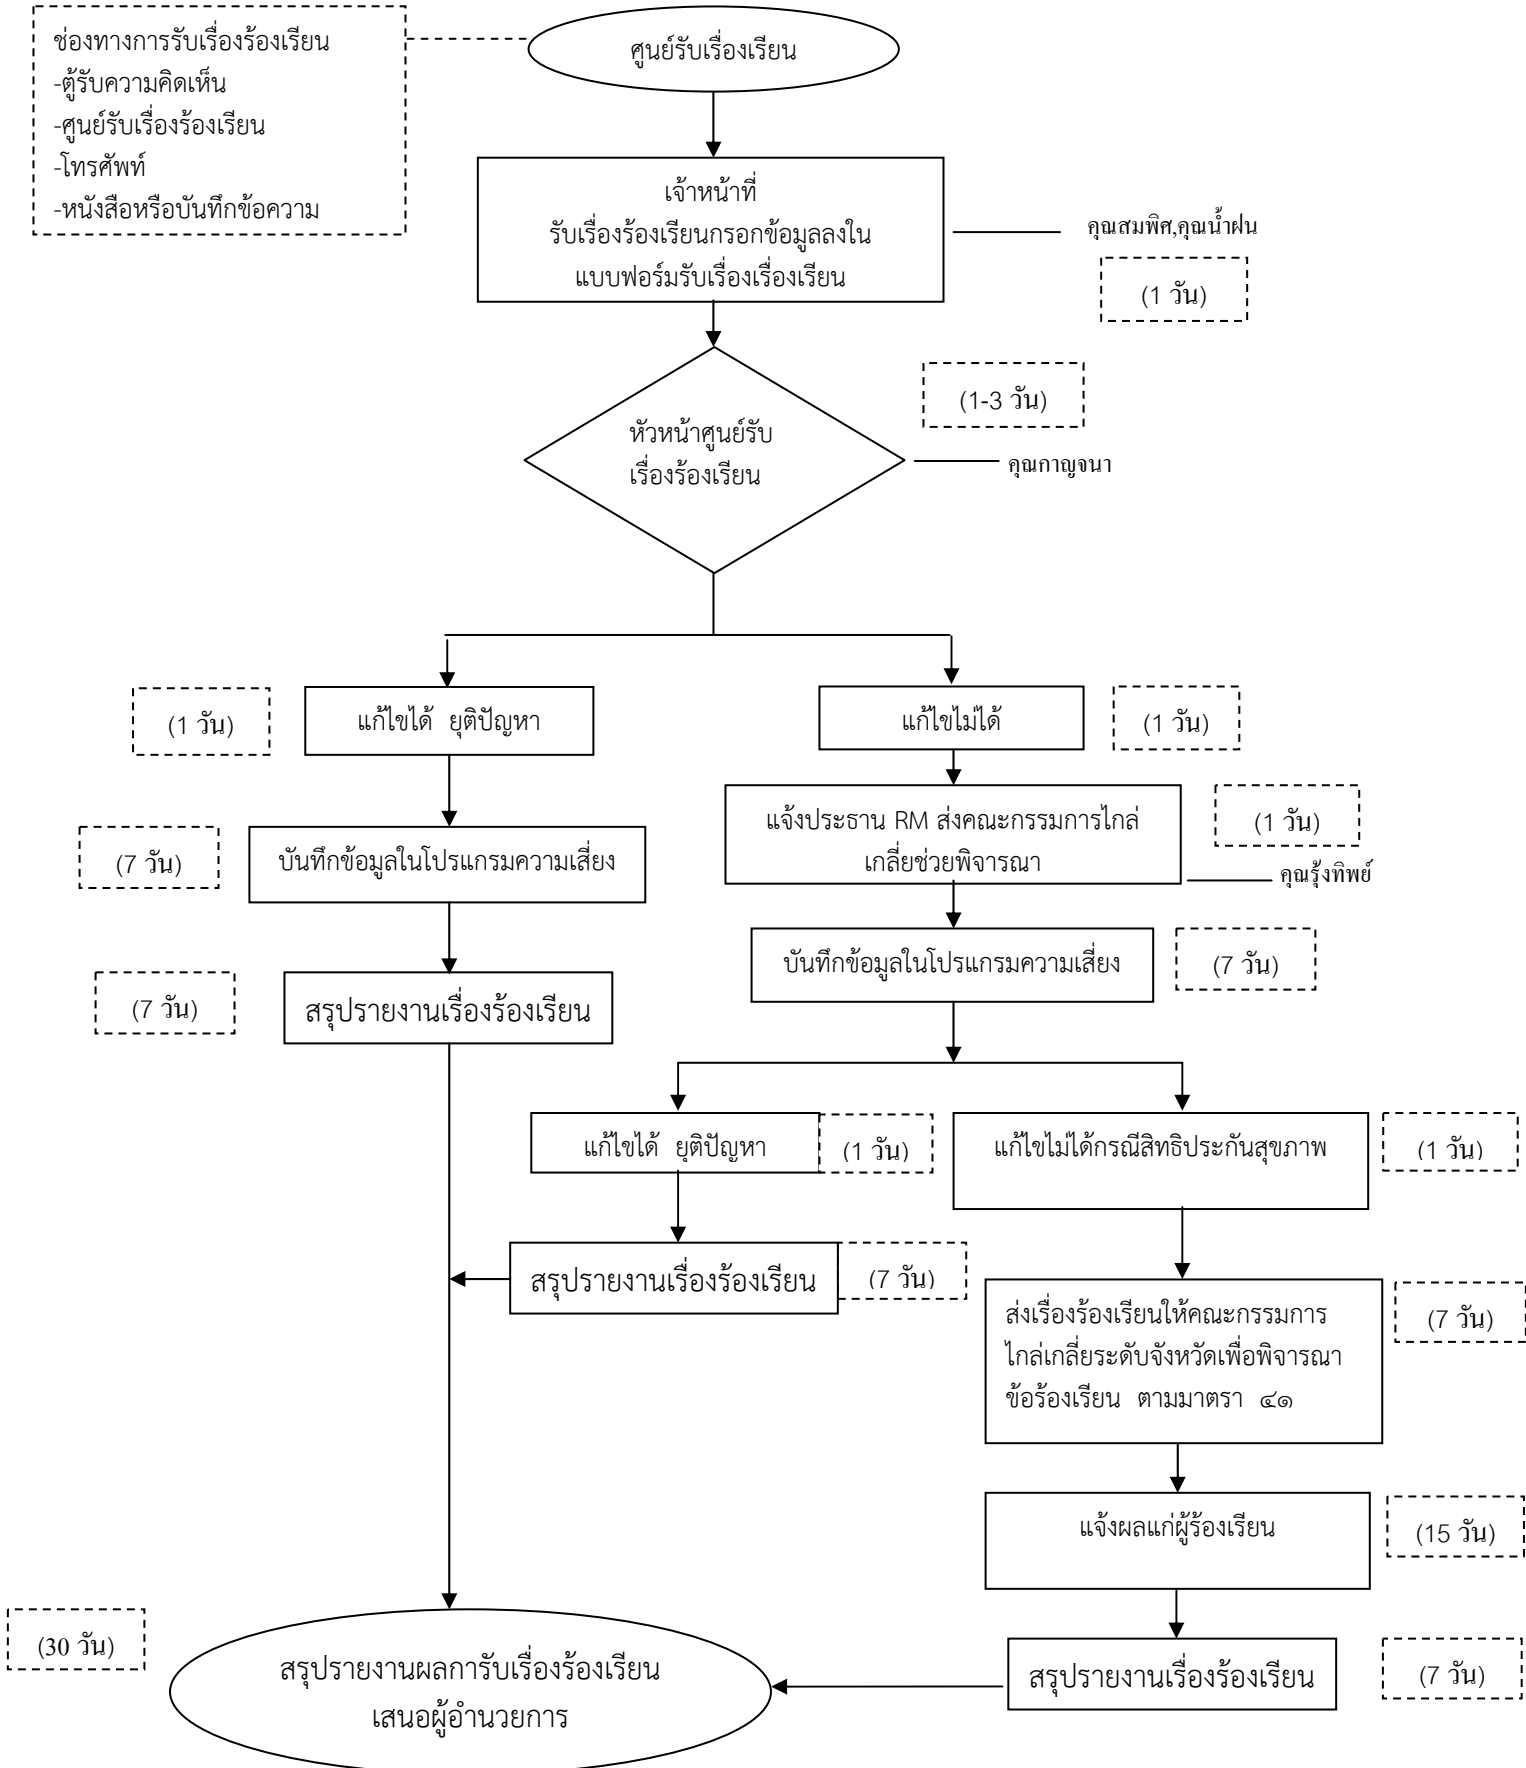 ช่องทางการรับเรื่องร้องเรียน
-ตู้รับความคิดเห็น
-ศูนย์รับเรื่องร้องเรียน
-โทรศัพท์
-หนังสือหรือบันทึกข้อความ
ศูนย์รับเรื่องเรียน
เจ้าหน้าที่
รับเรื่องร้องเรียนกรอกข้อมูลลงใน
แบบฟอร์มรับเรื่องเรื่องเรียน
คุณสมพิศ,คุณน้ำฝน
(1 วัน)
(1-3 วัน)
หัวหน้าศูนย์รับ
เรื่องร้องเรียน
คุณกาญจนา
(1 วัน)
แก้ไขได้ ยุติปัญหา
แก้ไขไม่ได้
(1 วัน)
(7 วัน)
บันทึกข้อมูลในโปรแกรมความเสี่ยง
แจ้งประธาน RM ส่งคณะกรรมการไกล่
เกลี่ยช่วยพิจารณา
(1 วัน)
คุณรุ้งทิพย์
บันทึกข้อมูลในโปรแกรมความเสี่ยง
(7 วัน)
(7 วัน)
สรุปรายงานเรื่องร้องเรียน
แก้ไขได้ ยุติปัญหา
(1 วัน)
แก้ไขไม่ได้กรณีสิทธิประกันสุขภาพ
(1 วัน)
สรุปรายงานเรื่องร้องเรียน
(7 วัน)
ส่งเรื่องร้องเรียนให้คณะกรรมการ
ไกล่เกลี่ยระดับจังหวัดเพื่อพิจารณา
ข้อร้องเรียน ตามมาตรา ๔๑
(7 วัน)
แจ้งผลแก่ผู้ร้องเรียน
(15 วัน)
(30 วัน)
สรุปรายงานผลการับเรื่องร้องเรียน
เสนอผู้อำนวยการ
สรุปรายงานเรื่องร้องเรียน
(7 วัน)